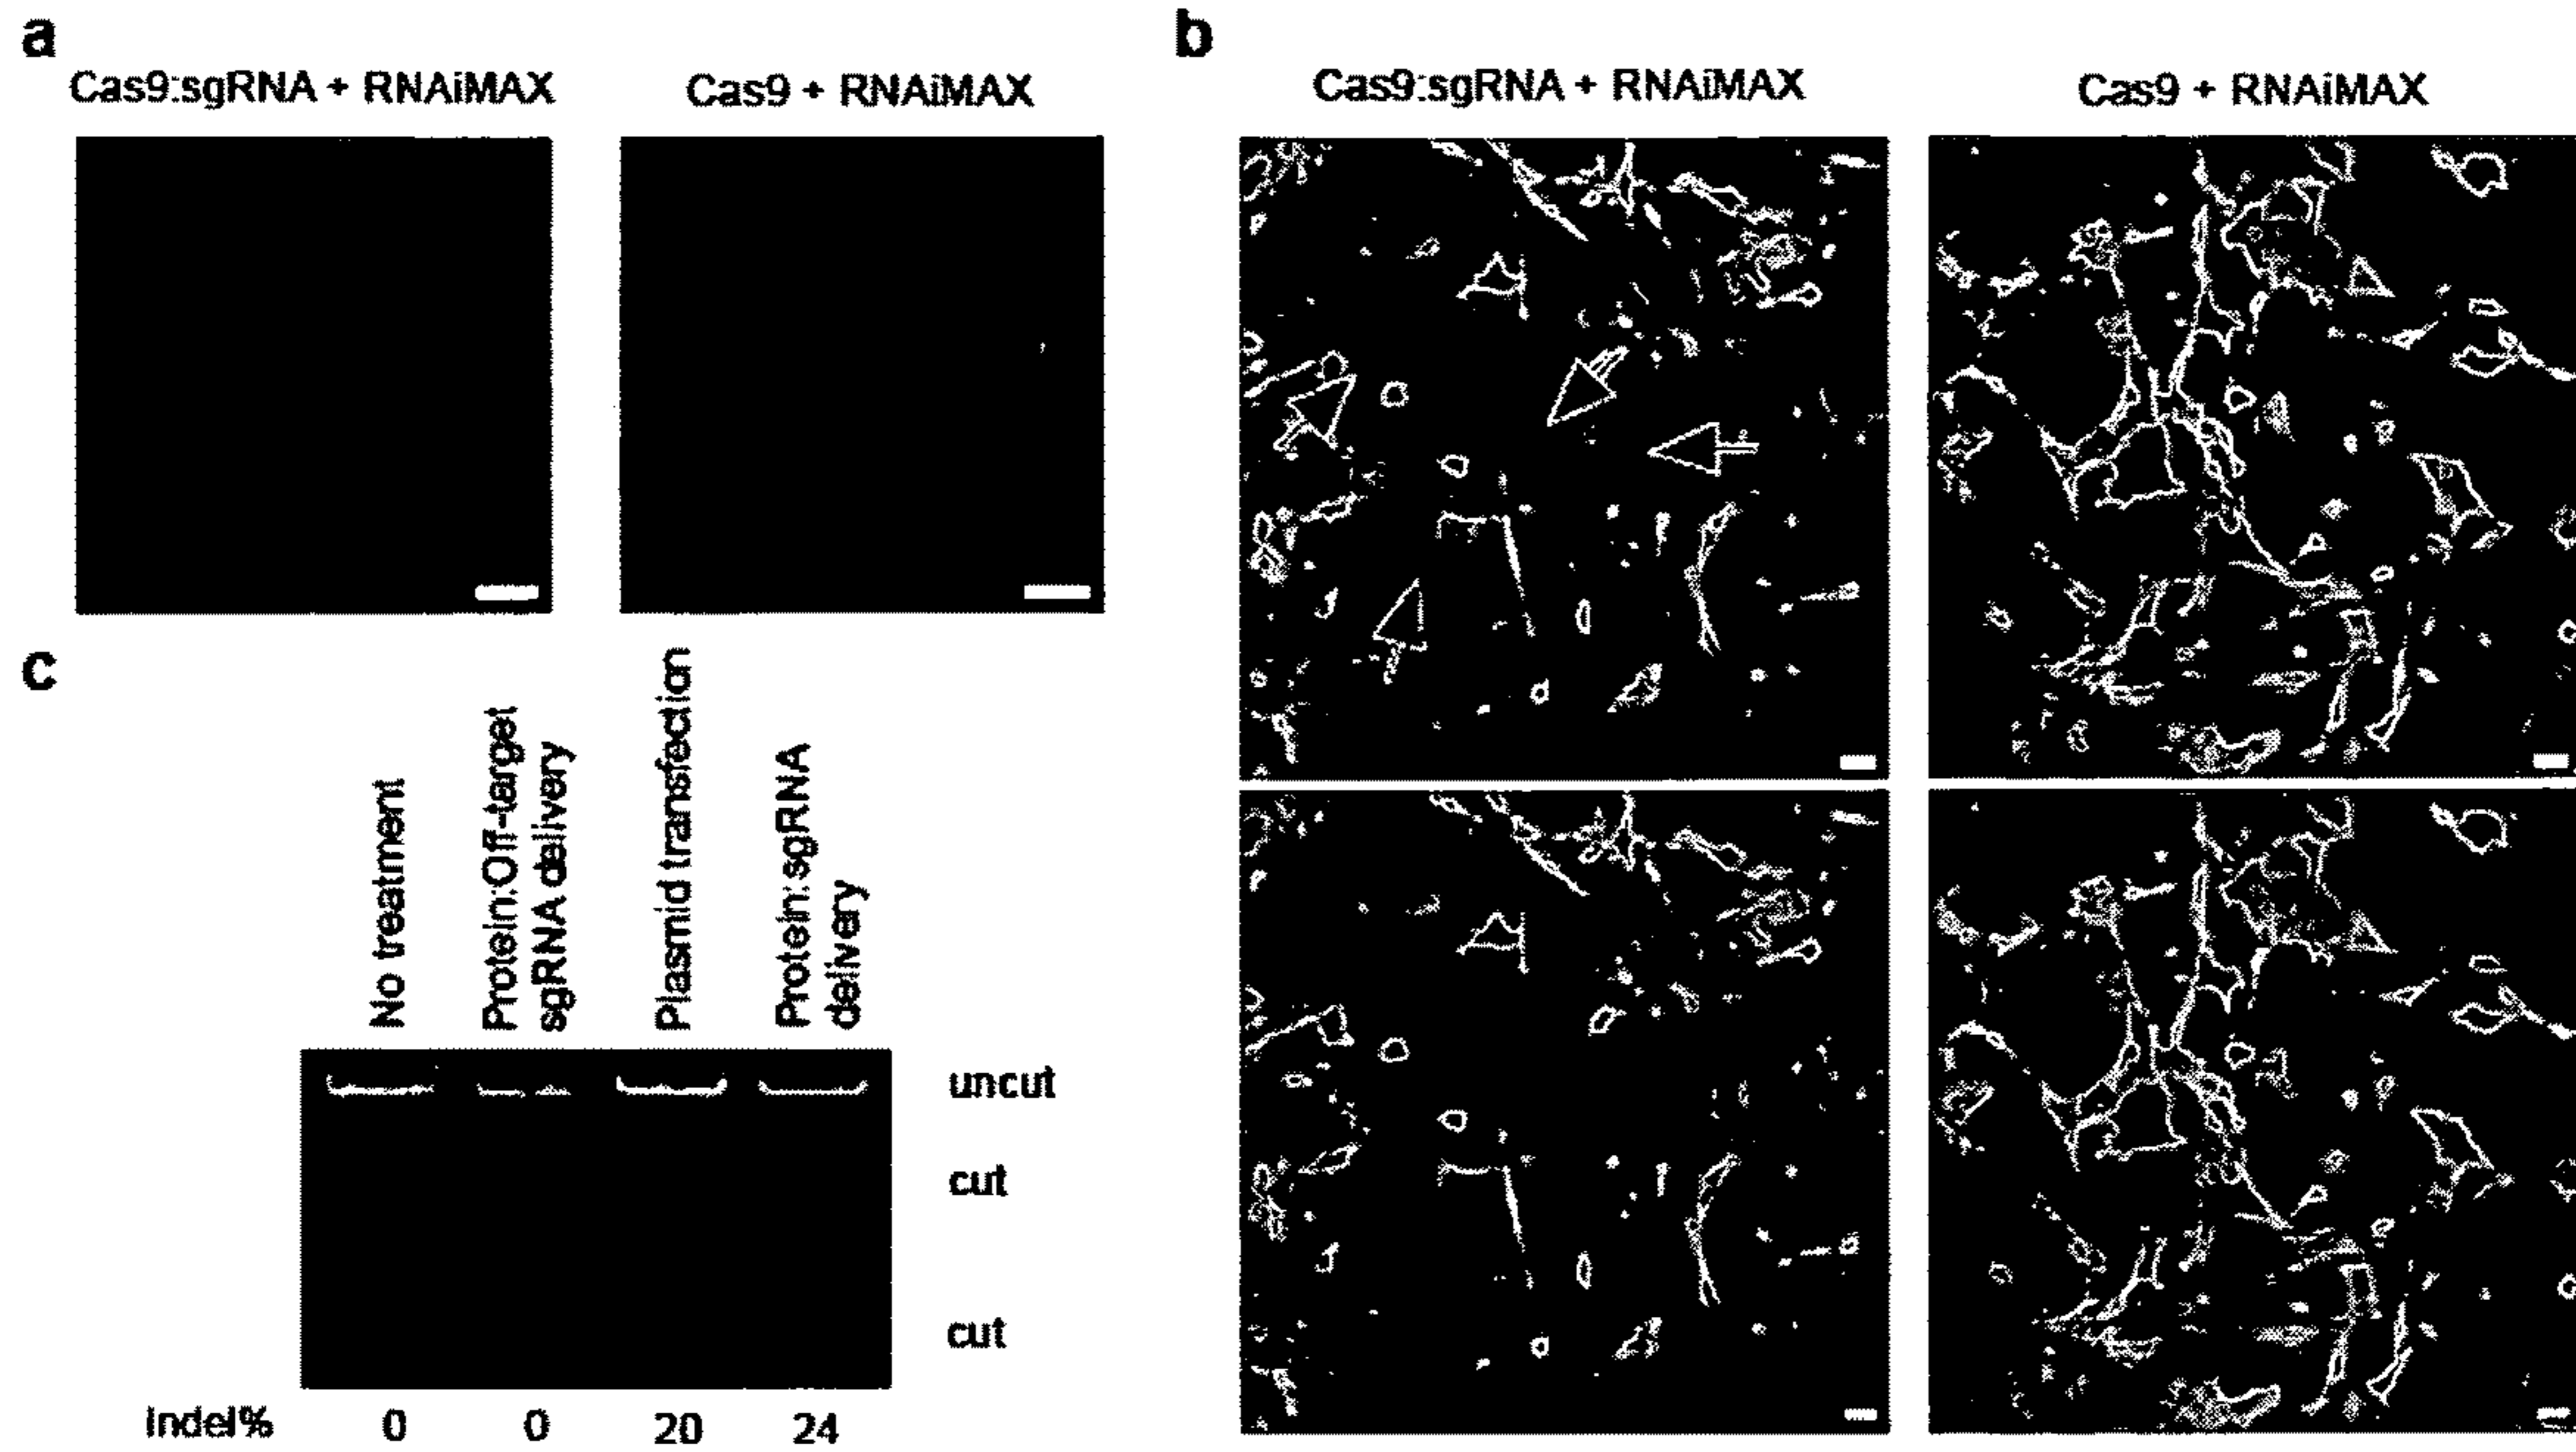 a
Cas9:sgRNA + RNAiMAX
Cas9 + RNAiMAX
b
Cas9:sgRNA + RNAiMAX
Cas9 + RNAiMAX
c
No treatment
Protein:Off-target
sgRNA delivery
Plasmid transfection
Protein:sgRNA
delivery
uncut
cut
cut
Indel%
0
0
20
24